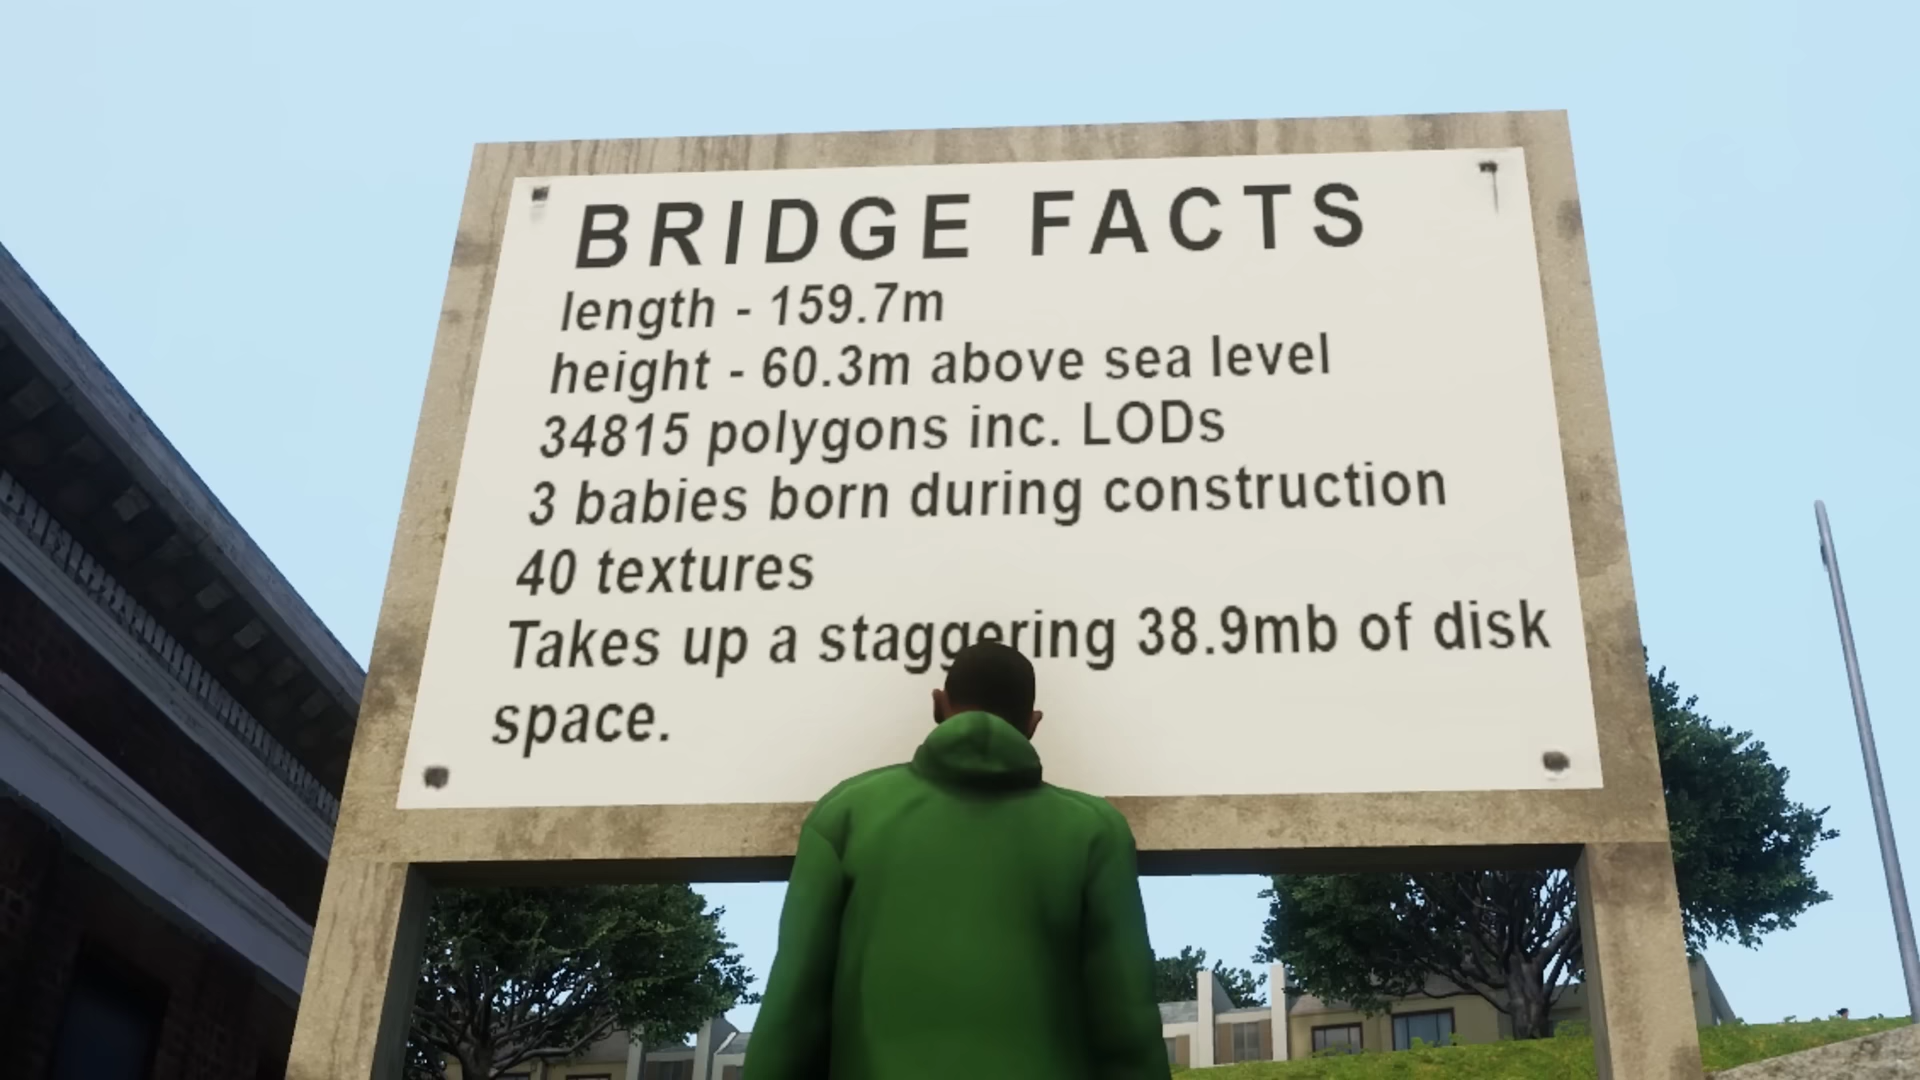 BRIDGE FACTS
length - 159.7m
height - 60.3m above sea level
34815 polygons inc. LODs
3 babies born during construction
40 textures
Takes up a staggering 38.9mb of disk
space.